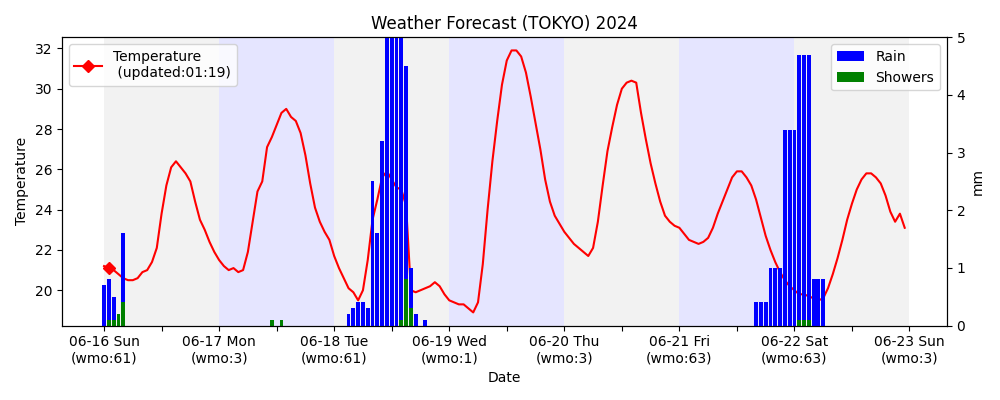 Weather Forecast (TOKYO) 2024
Temperature
(updated:01:19)
Rain
Showers
32
30
28
26
24
22
20
Temperature
5
4
3
2
1
0
mm
06-16 Sun
(wmo:61)
06-17 Mon
(wmo:3)
06-18 Tue
(wmo:61)
06-19 Wed
(wmo:1)
06-20 Thu
(wmo:3)
06-21 Fri
(wmo:63)
06-22 Sat
(wmo:63)
06-23 Sun
(wmo:3)
Date